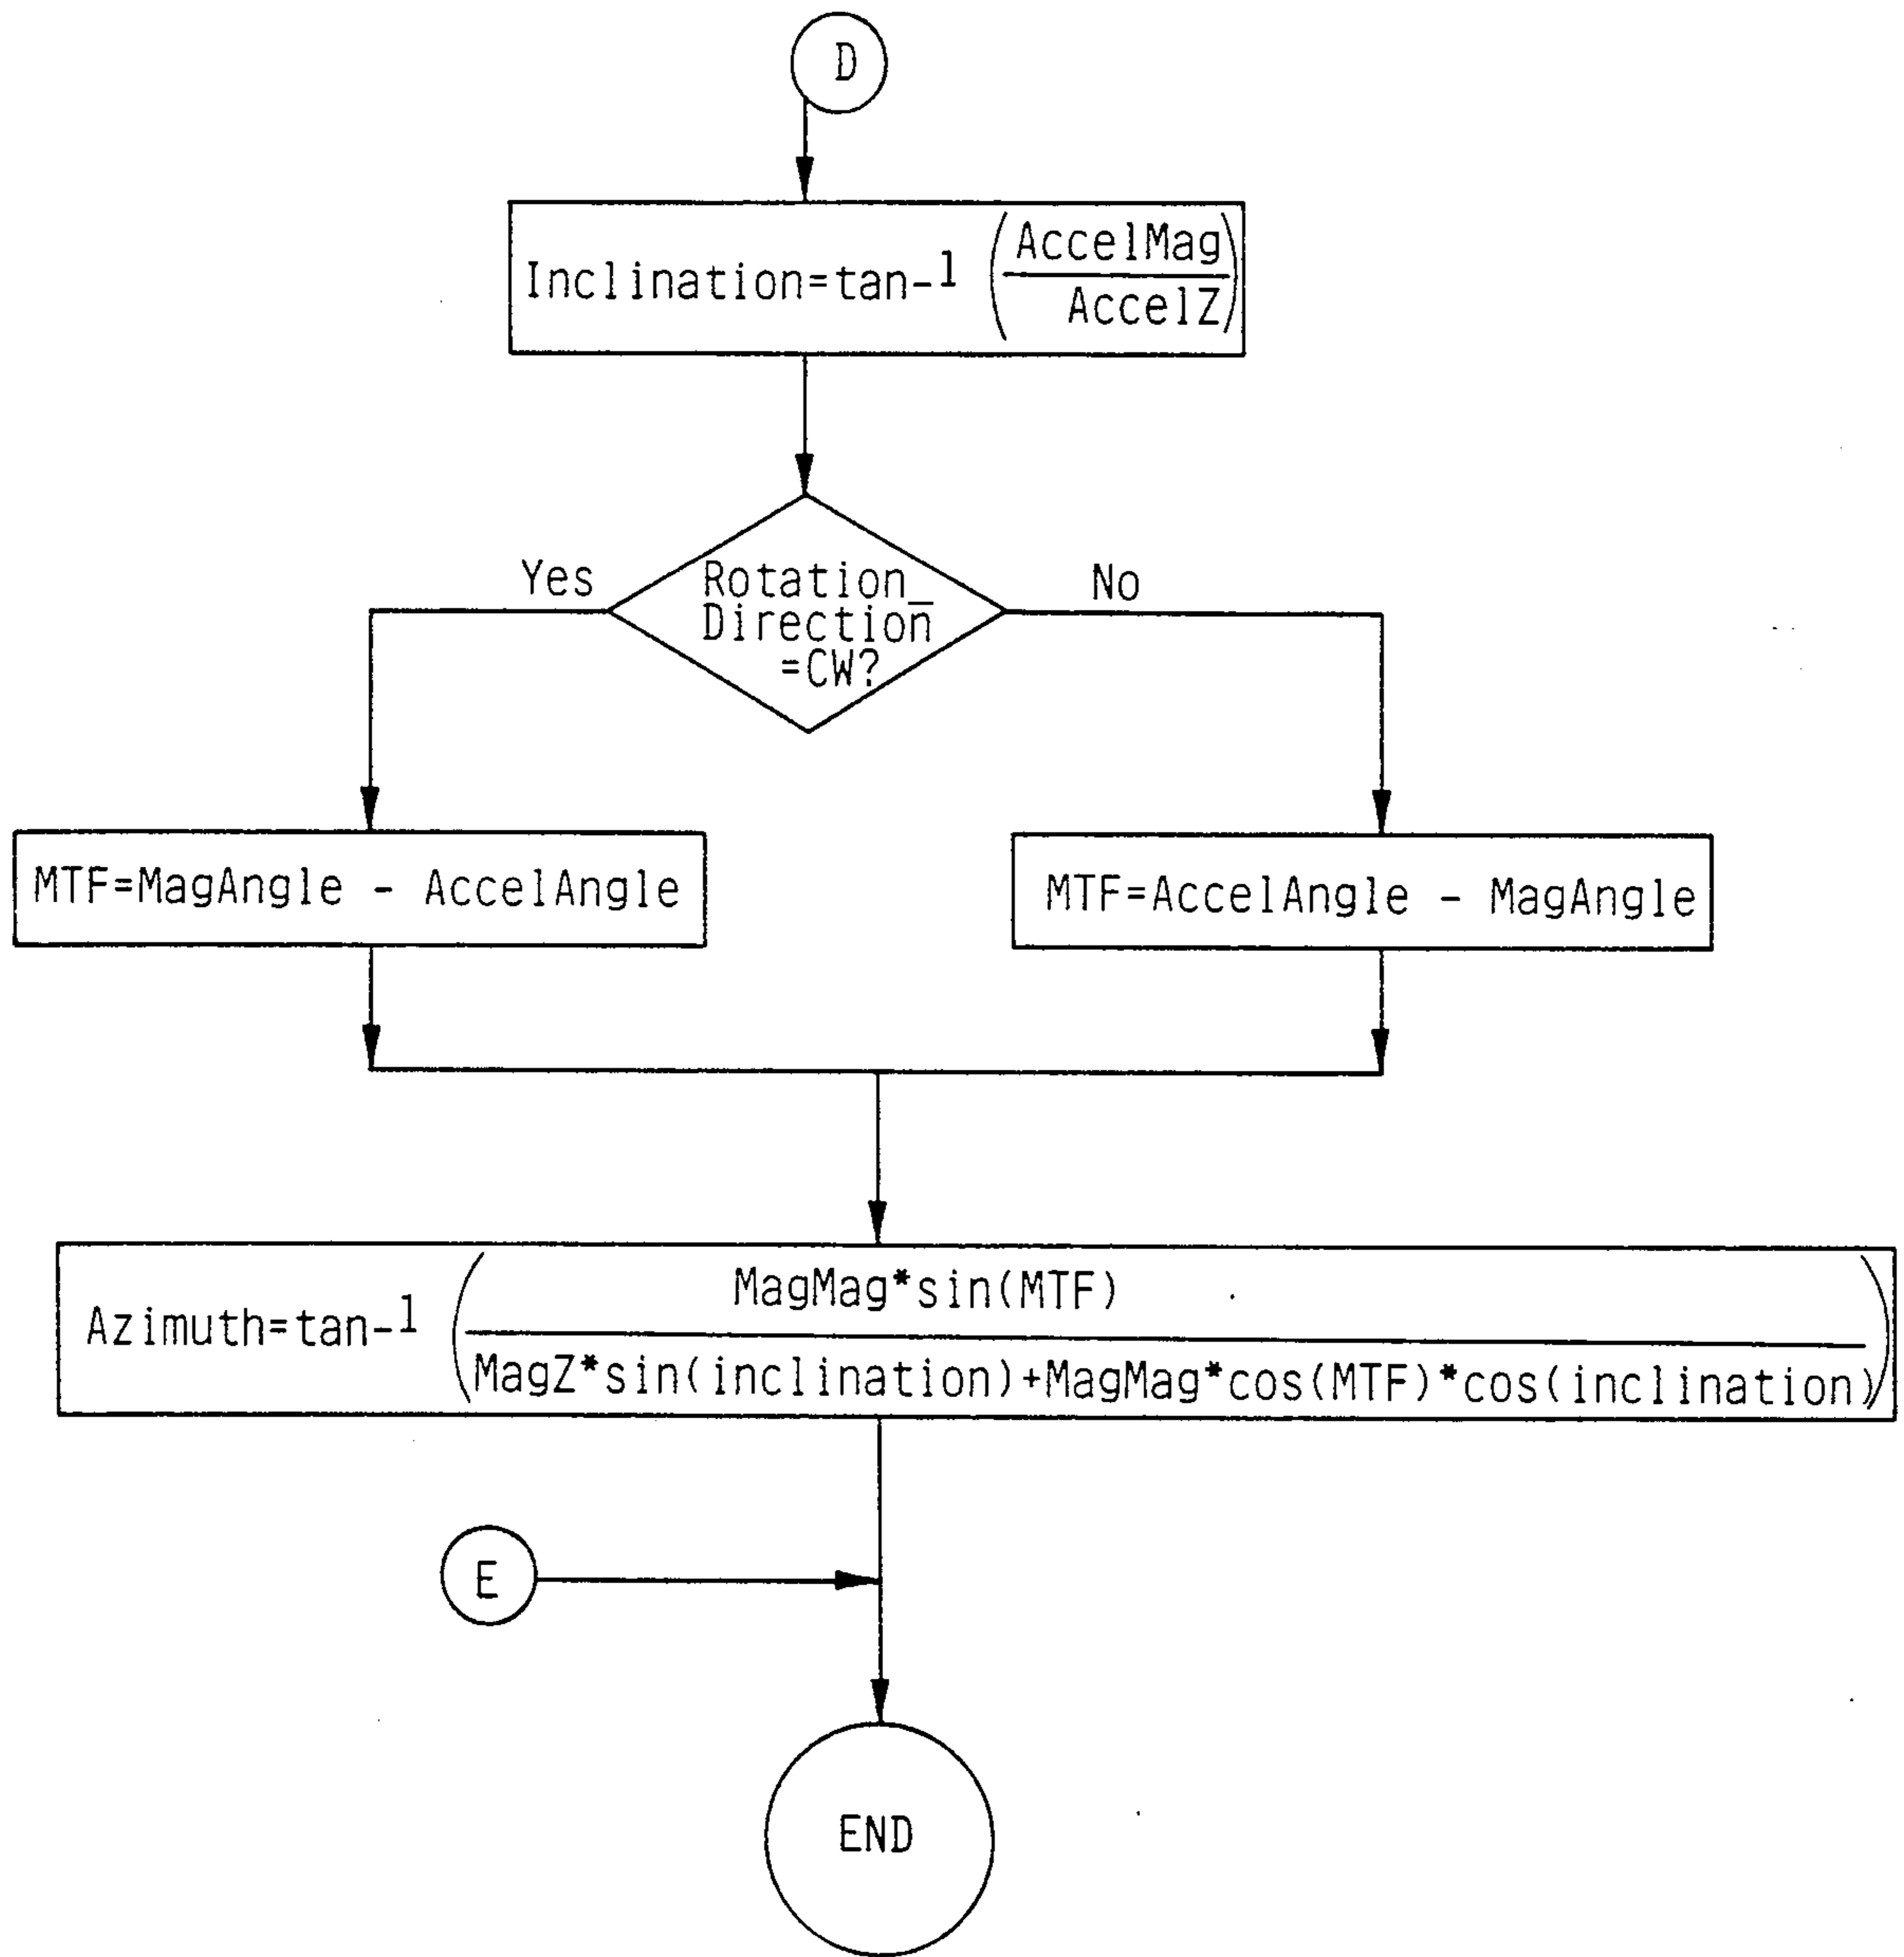 D
Inclination=tan-1 (AccelMag
AccelZ)
Yes
Rotation_
Direction
=CW?
No
MTF=MagAngle - AccelAngle
MTF=AccelAngle - MagAngle
Azimuth=tan-1 (MagMag*sin(MTF)
MagZ*sin(inclination)+MagMag*cos(MTF)*cos(inclination))
E
END